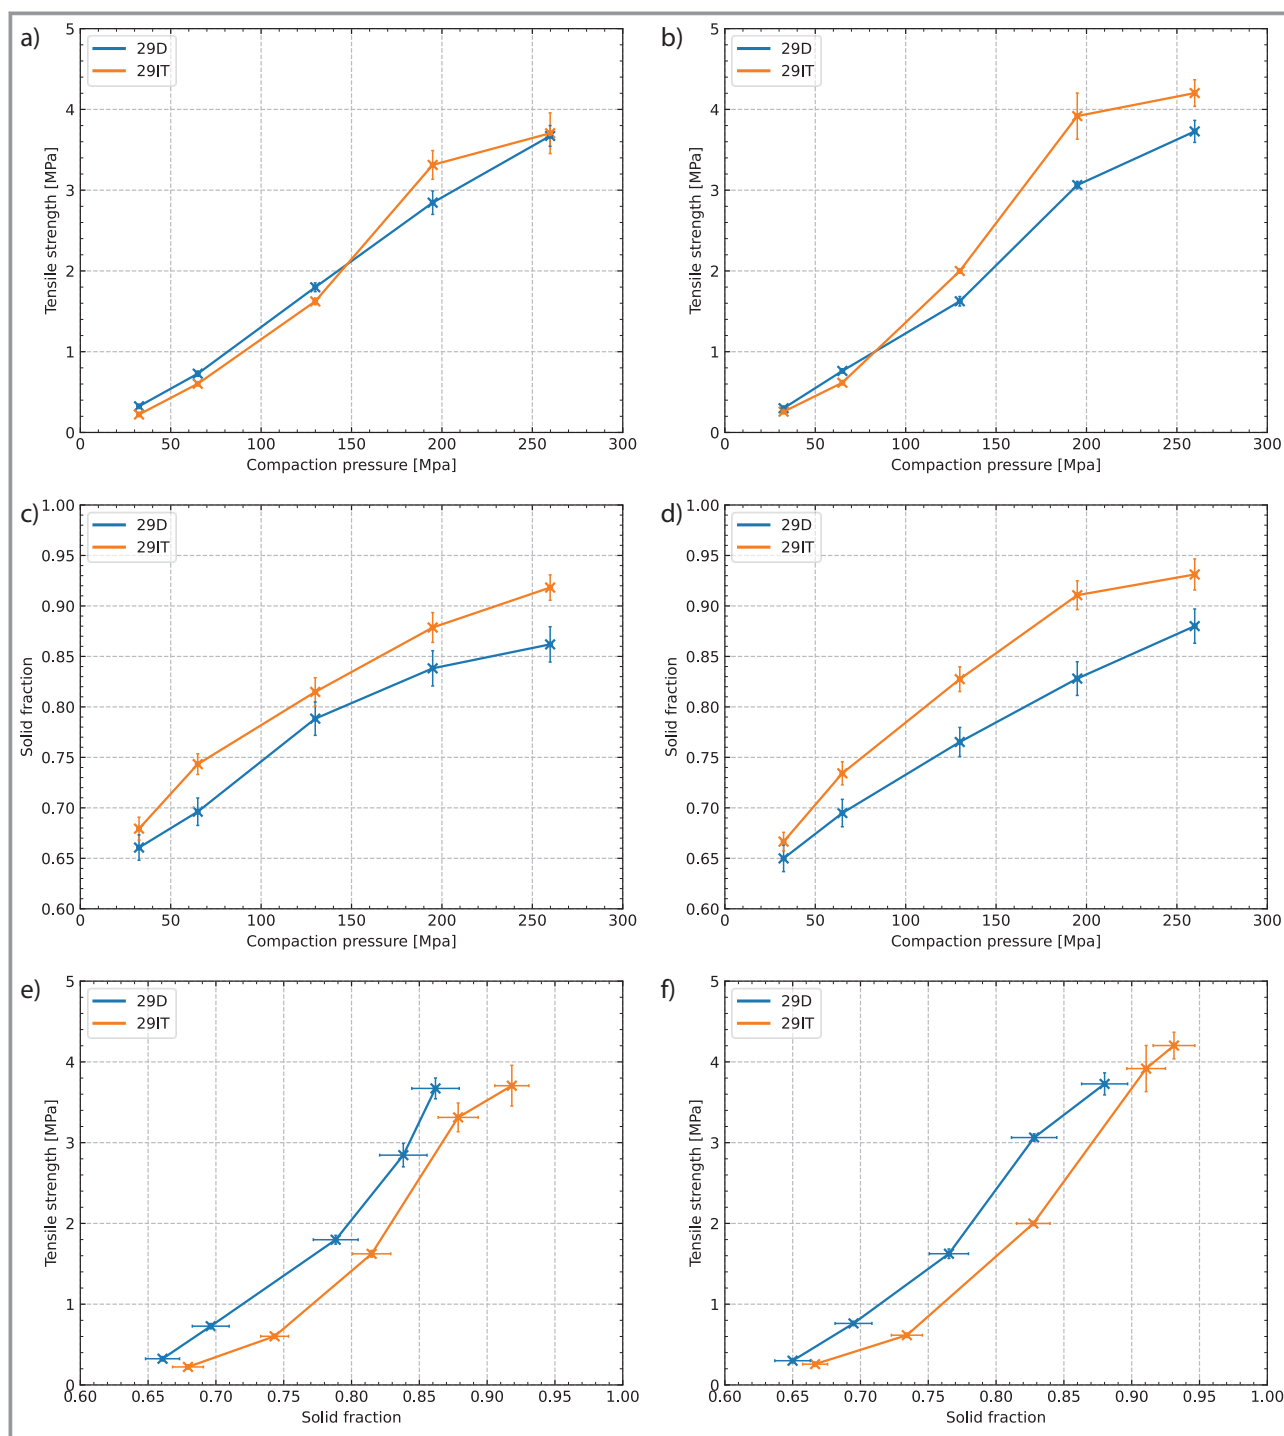 a)
5
4
3
2
1
0
Tensile strength [MPa]
29D
29IT
0 50 100 150 200 250 300
Compaction pressure [Mpa]
b)
5
4
3
2
1
0
Tensile strength [MPa]
29D
29IT
0 50 100 150 200 250 300
Compaction pressure [Mpa]
c)
1.00
0.95
0.90
0.85
0.80
0.75
0.70
0.65
0.60
Solid fraction
29D
29IT
0 50 100 150 200 250 300
Compaction pressure [Mpa]
d)
1.00
0.95
0.90
0.85
0.80
0.75
0.70
0.65
0.60
Solid fraction
29D
29IT
0 50 100 150 200 250 300
Compaction pressure [Mpa]
e)
5
4
3
2
1
0
Tensile strength [MPa]
29D
29IT
0.60 0.65 0.70 0.75 0.80 0.85 0.90 0.95 1.00
Solid fraction
f)
5
4
3
2
1
0
Tensile strength [MPa]
29D
29IT
0.60 0.65 0.70 0.75 0.80 0.85 0.90 0.95 1.00
Solid fraction